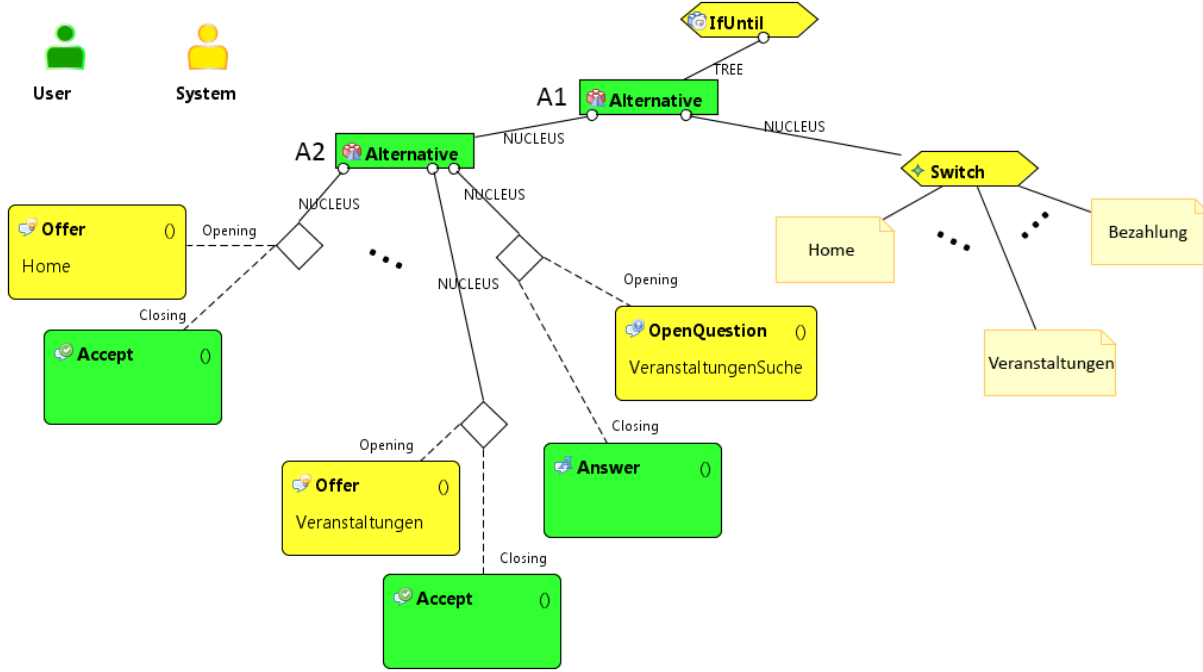 IfUntil
User
System
TREE
A1
Alternative
NUCLEUS
NUCLEUS
A2
Alternative
Switch
NUCLEUS
NUCLEUS
Offer
()
Home
Opening
Home
Bezahlung
NUCLEUS
Opening
Closing
Accept
()
OpenQuestion
()
VeranstaltungenSuche
Veranstaltungen
Closing
Opening
Answer
()
Offer
()
Veranstaltungen
Closing
Accept
()